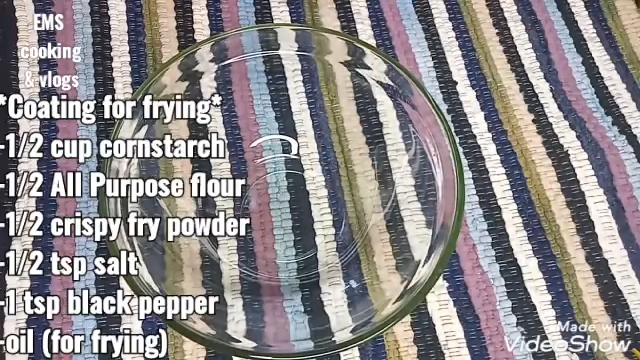 EMS
cooking
& vlogs
*Coating for frying*
-1/2 cup cornstarch
-1/2 All Purpose flour
-1/2 crispy fry powder
-1/2 tsp salt
-1 tsp black pepper
-oil (for frying)
Made with
VideoShow